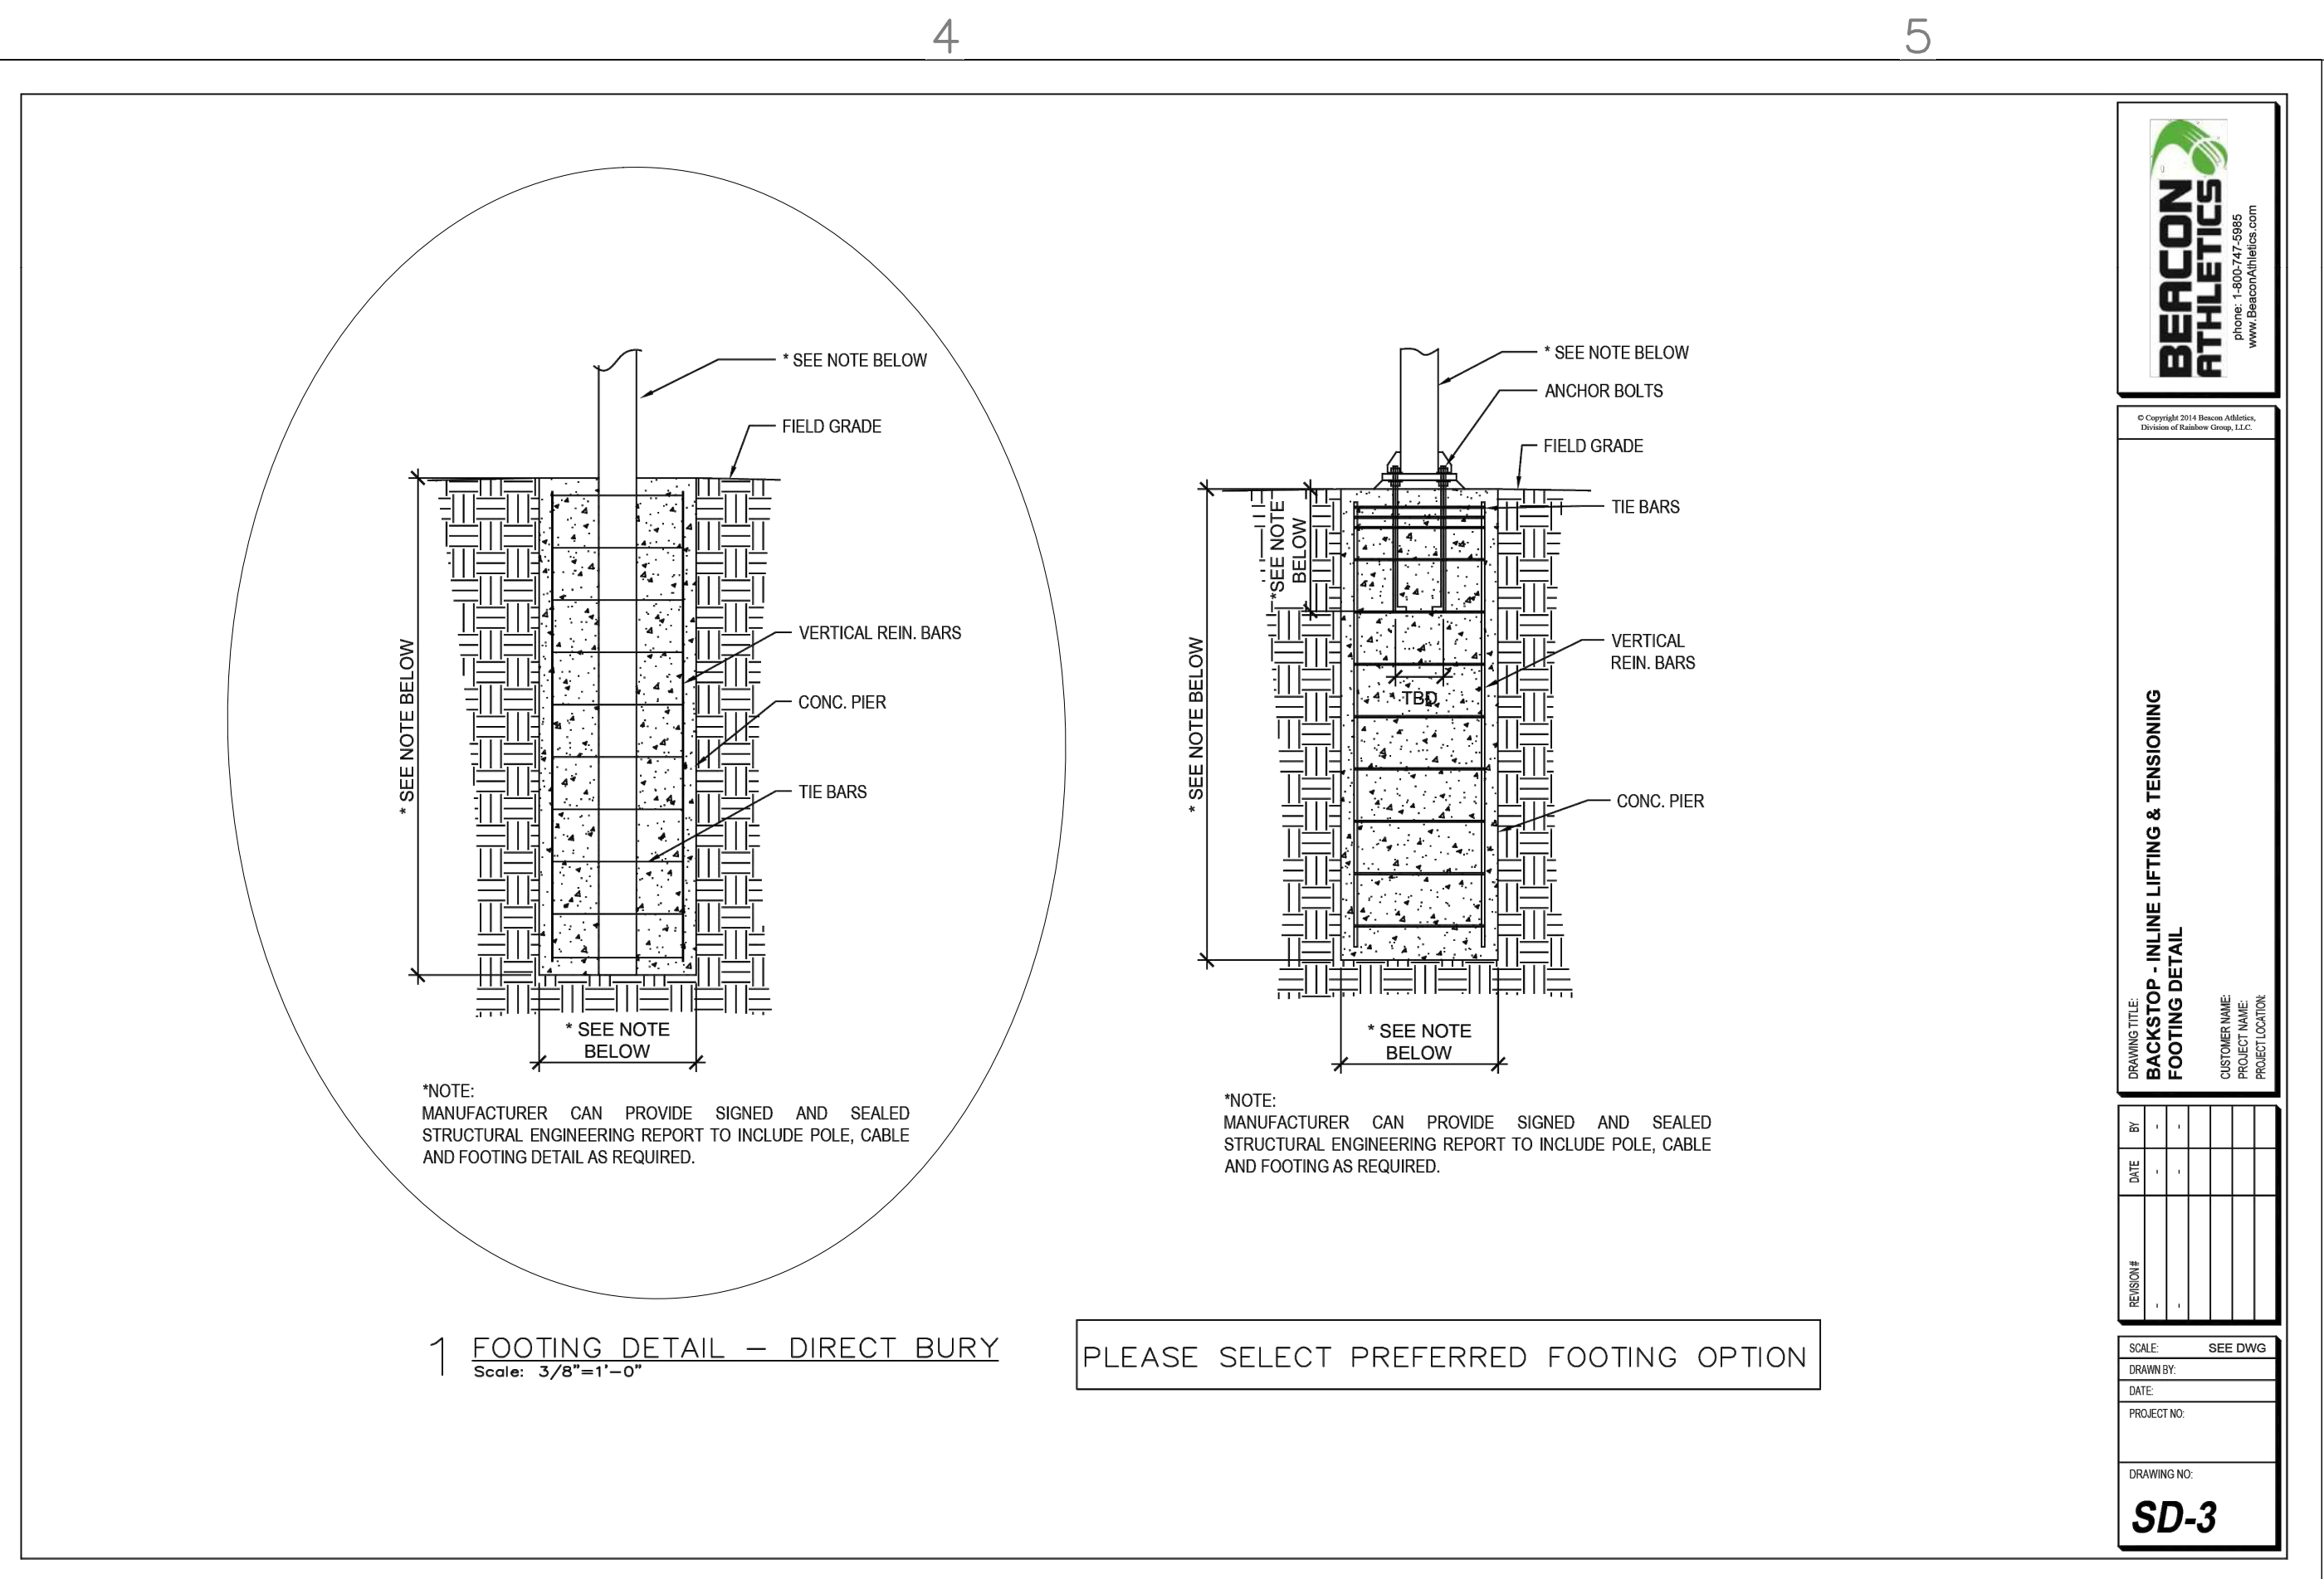 4
5
* SEE NOTE BELOW
FIELD GRADE
* SEE NOTE BELOW
VERTICAL REIN. BARS
CONC. PIER
TIE BARS
* SEE NOTE
BELOW
*NOTE:
MANUFACTURER CAN PROVIDE SIGNED AND SEALED
STRUCTURAL ENGINEERING REPORT TO INCLUDE POLE, CABLE
AND FOOTING DETAIL AS REQUIRED.
1 FOOTING DETAIL – DIRECT BURY
Scale: 3/8"=1'-0"
* SEE NOTE BELOW
ANCHOR BOLTS
FIELD GRADE
TIE BARS
*SEE NOTE
BELOW
* SEE NOTE BELOW
VERTICAL
REIN. BARS
TBD
CONC. PIER
* SEE NOTE
BELOW
*NOTE:
MANUFACTURER CAN PROVIDE SIGNED AND SEALED
STRUCTURAL ENGINEERING REPORT TO INCLUDE POLE, CABLE
AND FOOTING AS REQUIRED.
PLEASE SELECT PREFERRED FOOTING OPTION
BEACON
ATHLETICS
phone: 1-800-747-5985
www.BeaconAthletics.com
© Copyright 2014 Beacon Athletics,
Division of Rainbow Group, LLC.
DRAWING TITLE:
BACKSTOP - INLINE LIFTING & TENSIONING
FOOTING DETAIL
CUSTOMER NAME:
PROJECT NAME:
PROJECT LOCATION:
REVISION # DATE BY
- - -
- - -
SCALE: SEE DWG
DRAWN BY:
DATE:
PROJECT NO:
DRAWING NO:
SD-3